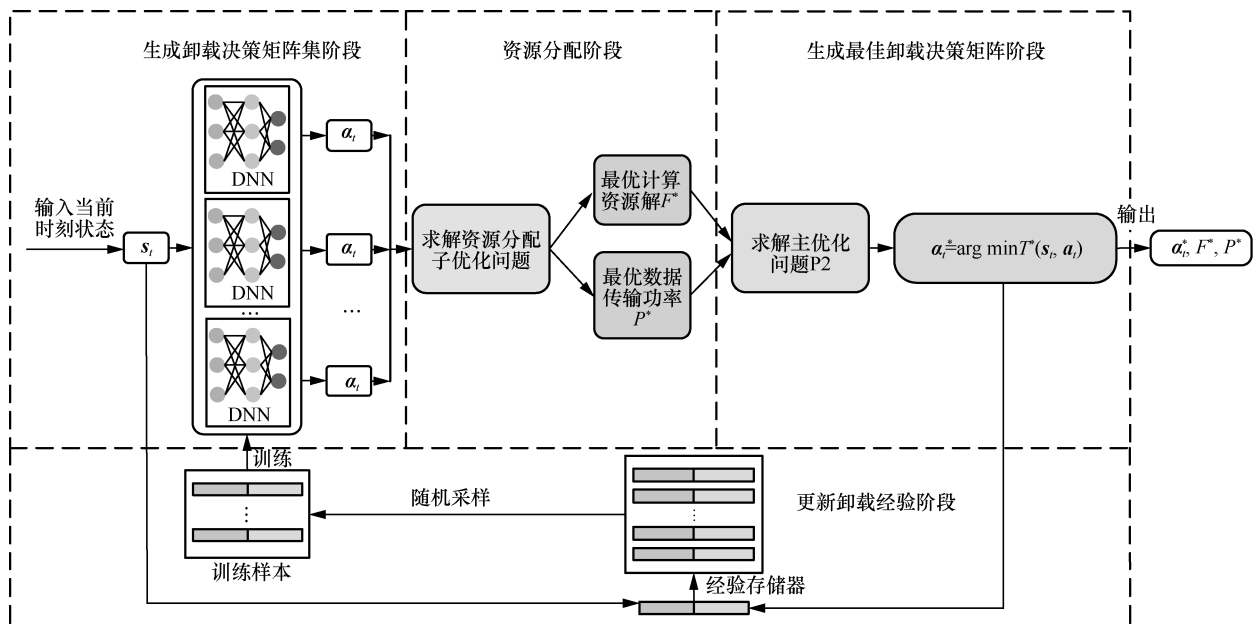 生成卸载决策矩阵集阶段
资源分配阶段
生成最佳卸载决策矩阵阶段
DNN
DNN
...
DNN
α_t
α_t
...
α_t
输入当前
时刻状态
s_t
求解资源分配
子优化问题
最优计算
资源解F*
最优数据
传输功率
P*
求解主优化
问题P2
α_t*=arg minT*(s_t, a_t)
输出
α_t*, F*, P*
训练
随机采样
更新卸载经验阶段
训练样本
经验存储器